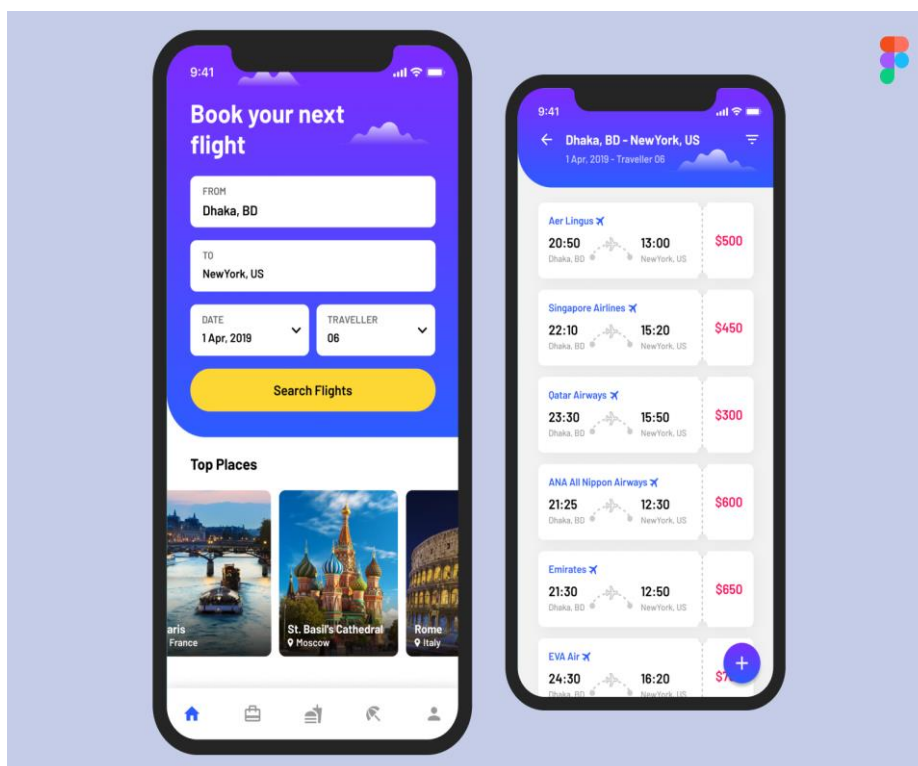 9:41
Book your next
flight
FROM
Dhaka, BD
TO
NewYork, US
DATE
1 Apr, 2019
TRAVELLER
06
Search Flights
Top Places
aris
France
St. Basil's Cathedral
Moscow
Rome
Italy
9:41
Dhaka, BD - NewYork, US
1 Apr, 2019 - Traveller 06
Aer Lingus
20:50 13:00 $500
Dhaka, BD NewYork, US
Singapore Airlines
22:10 15:20 $450
Dhaka, BD NewYork, US
Qatar Airways
23:30 15:50 $300
Dhaka, BD NewYork, US
ANA All Nippon Airways
21:25 12:30 $600
Dhaka, BD NewYork, US
Emirates
21:30 12:50 $650
Dhaka, BD NewYork, US
EVA Air
24:30 16:20
Dhaka, BD NewYork, US